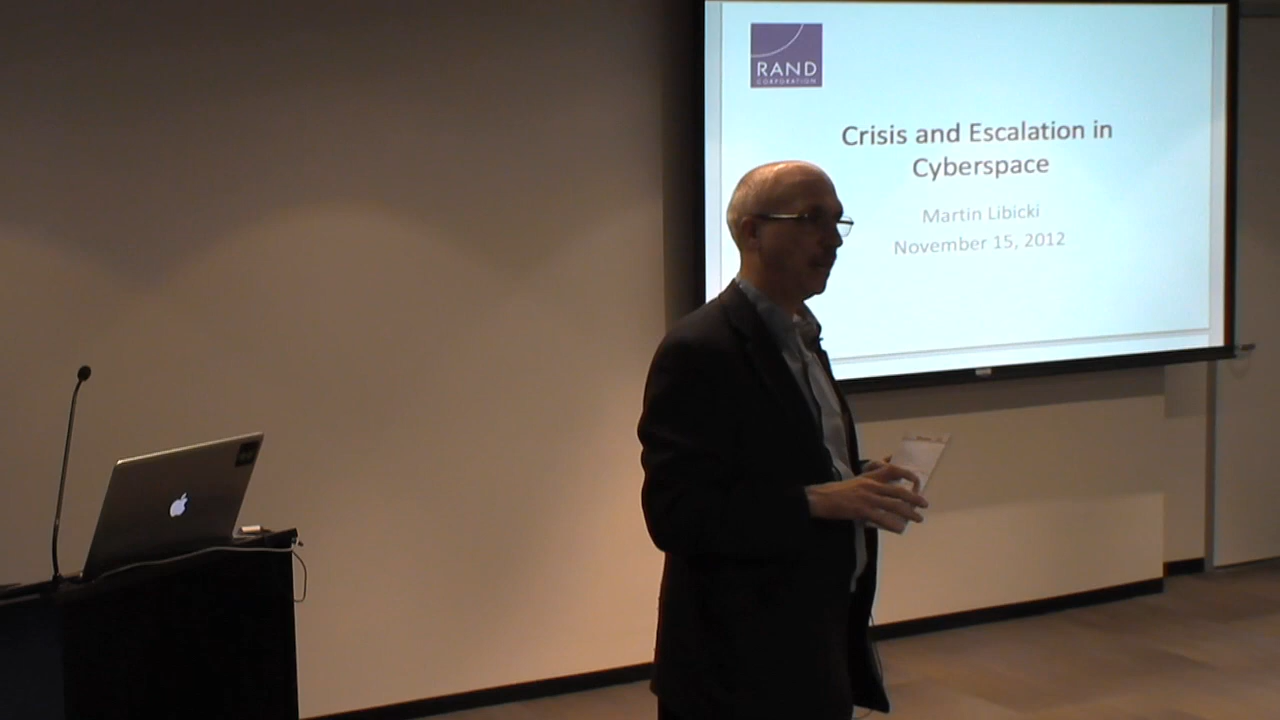 RAND
CORPORATION
Crisis and Escalation in
Cyberspace
Martin Libicki
November 15, 2012